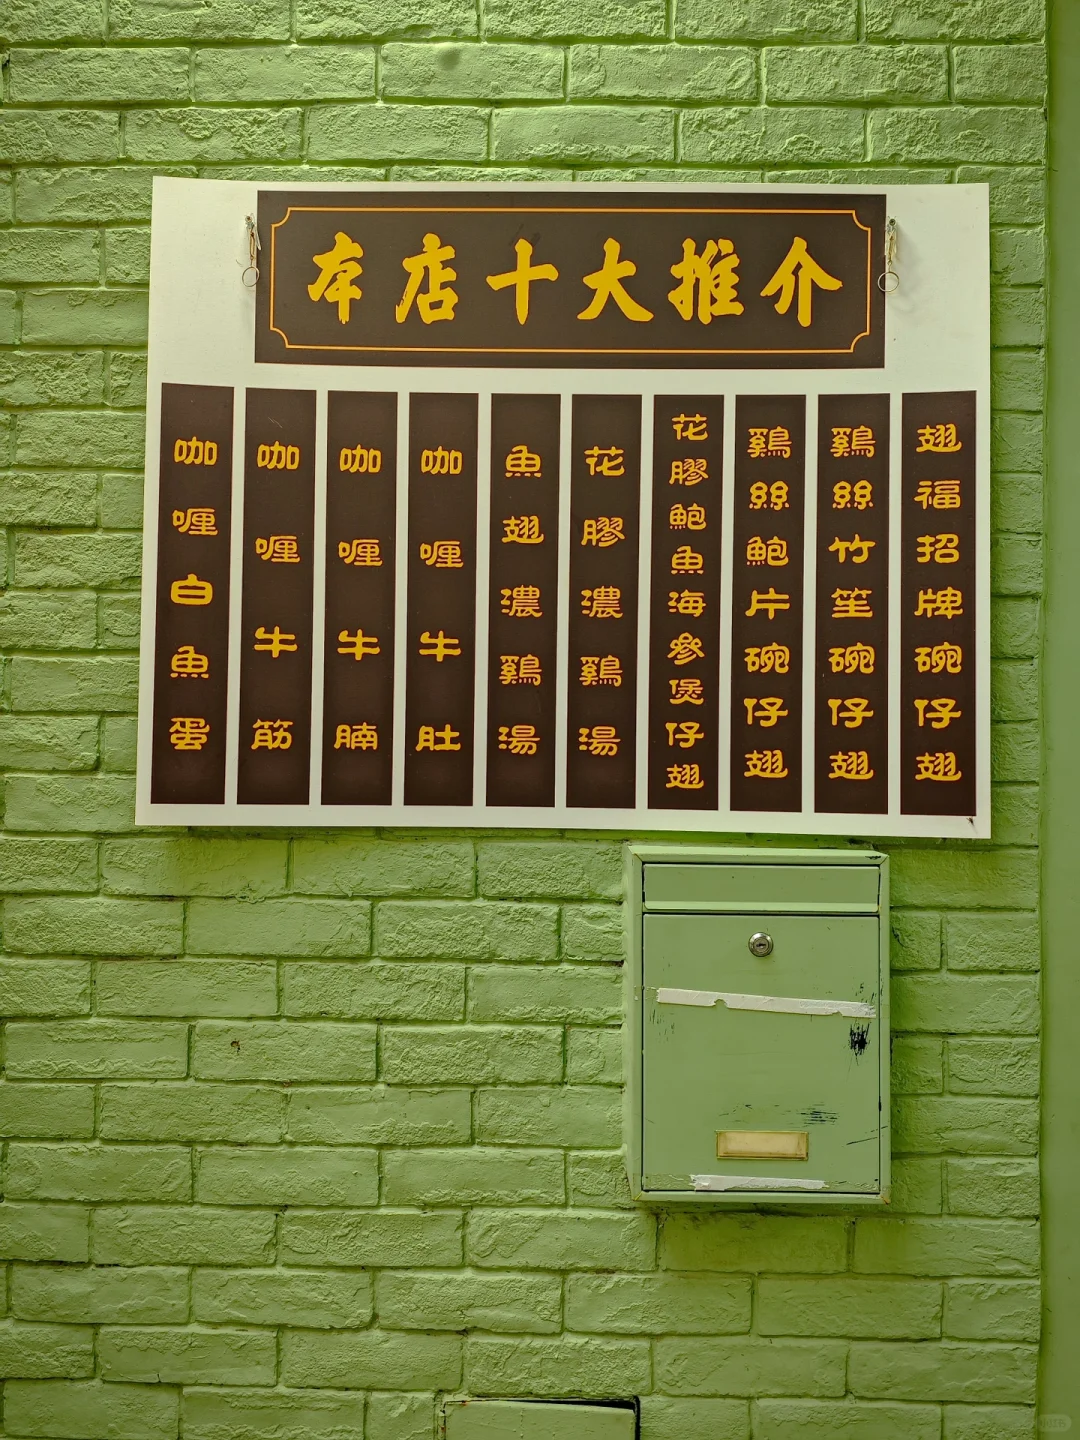 本店十大推介
翅福招牌碗仔翅
鷄絲竹笙碗仔翅
鷄絲鮑片碗仔翅
花膠鮑魚海參煲仔翅
花膠濃鷄湯
魚翅濃鷄湯
咖喱牛肚
咖喱牛腩
咖喱牛筋
咖喱白魚蛋